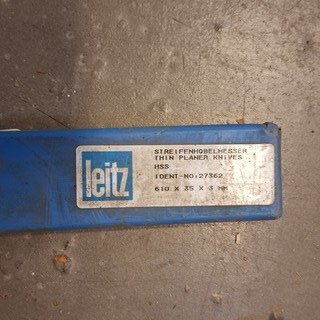 leitz
STREIFENHOBELMESSER
THIN PLANER KNIVES
HSS
IDENT-NO:27362
610 X 35 X 3 MM